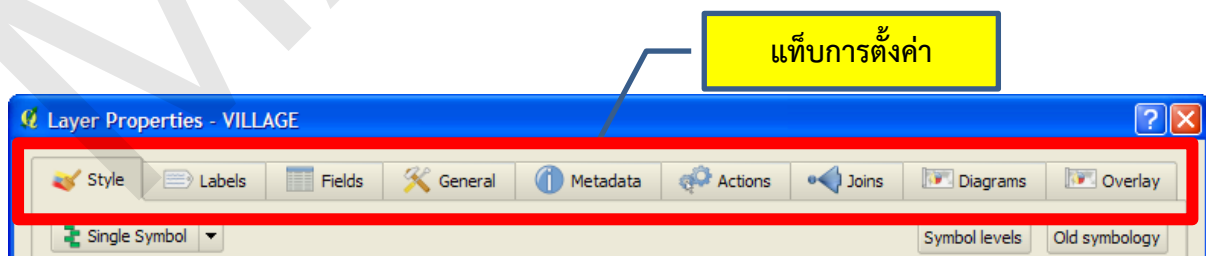 แท็บการตั้งค่า
Layer Properties - VILLAGE
Style Labels Fields General Metadata Actions Joins Diagrams Overlay
Single Symbol Symbol levels Old symbology